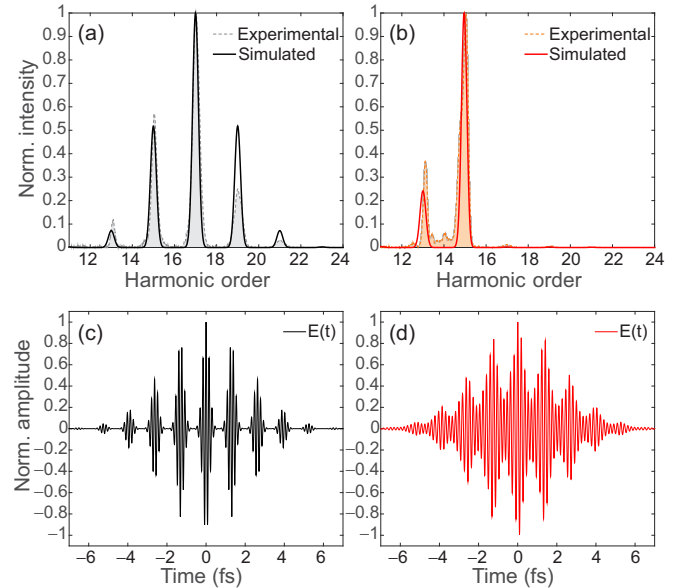 (a)
Experimental
Simulated
Norm. intensity
1
0.9
0.8
0.7
0.6
0.5
0.4
0.3
0.2
0.1
0
12 14 16 18 20 22 24
Harmonic order
(b)
Experimental
Simulated
1
0.9
0.8
0.7
0.6
0.5
0.4
0.3
0.2
0.1
0
12 14 16 18 20 22 24
Harmonic order
(c)
E(t)
Norm. amplitude
1
0.8
0.6
0.4
0.2
0
−0.2
−0.4
−0.6
−0.8
−1
−6 −4 −2 0 2 4 6
Time (fs)
(d)
E(t)
1
0.8
0.6
0.4
0.2
0
−0.2
−0.4
−0.6
−0.8
−1
−6 −4 −2 0 2 4 6
Time (fs)